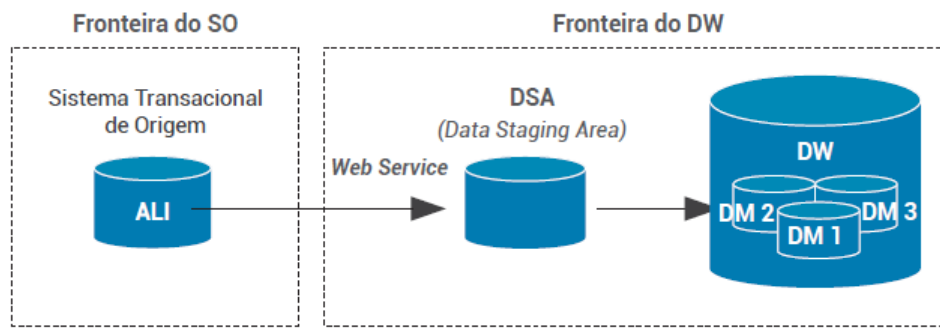 Fronteira do SO
Fronteira do DW
Sistema Transacional
de Origem
ALI
Web Service
DSA
(Data Staging Area)
DW
DM 2
DM 3
DM 1